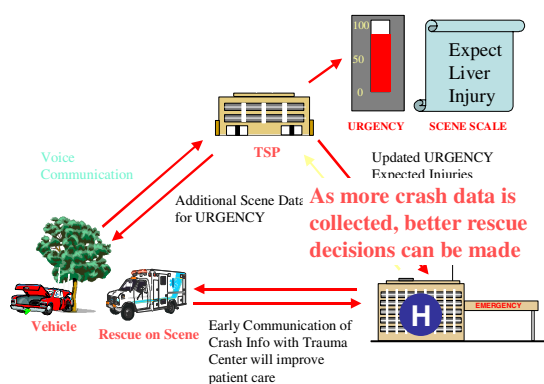 100
50
0
Expect
Liver
Injury
URGENCY
SCENE SCALE
TSP
Voice
Communication
Updated URGENCY
Expected Injuries
Additional Scene Data
for URGENCY
As more crash data is
collected, better rescue
decisions can be made
EMERGENCY
H
Vehicle
Rescue on Scene
Early Communication of
Crash Info with Trauma
Center will improve
patient care